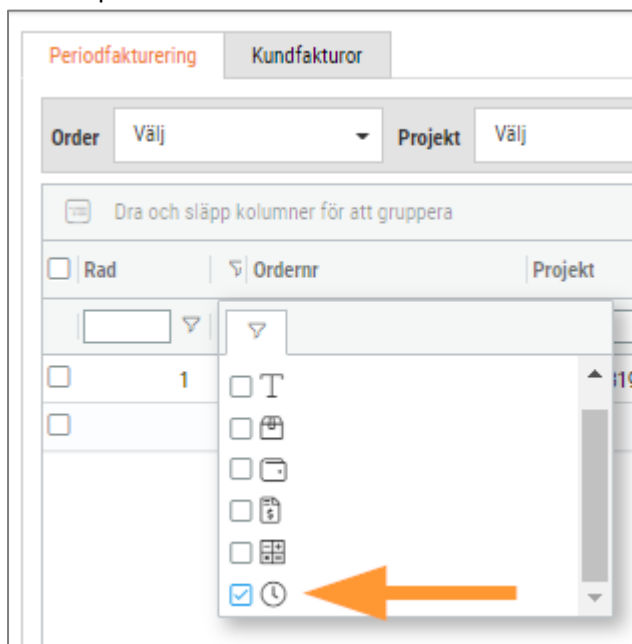 Periodfakturering Kundfakturor
Order Välj Projekt Välj
Dra och släpp kolumner för att gruppera
Rad Ordernr Projekt
1